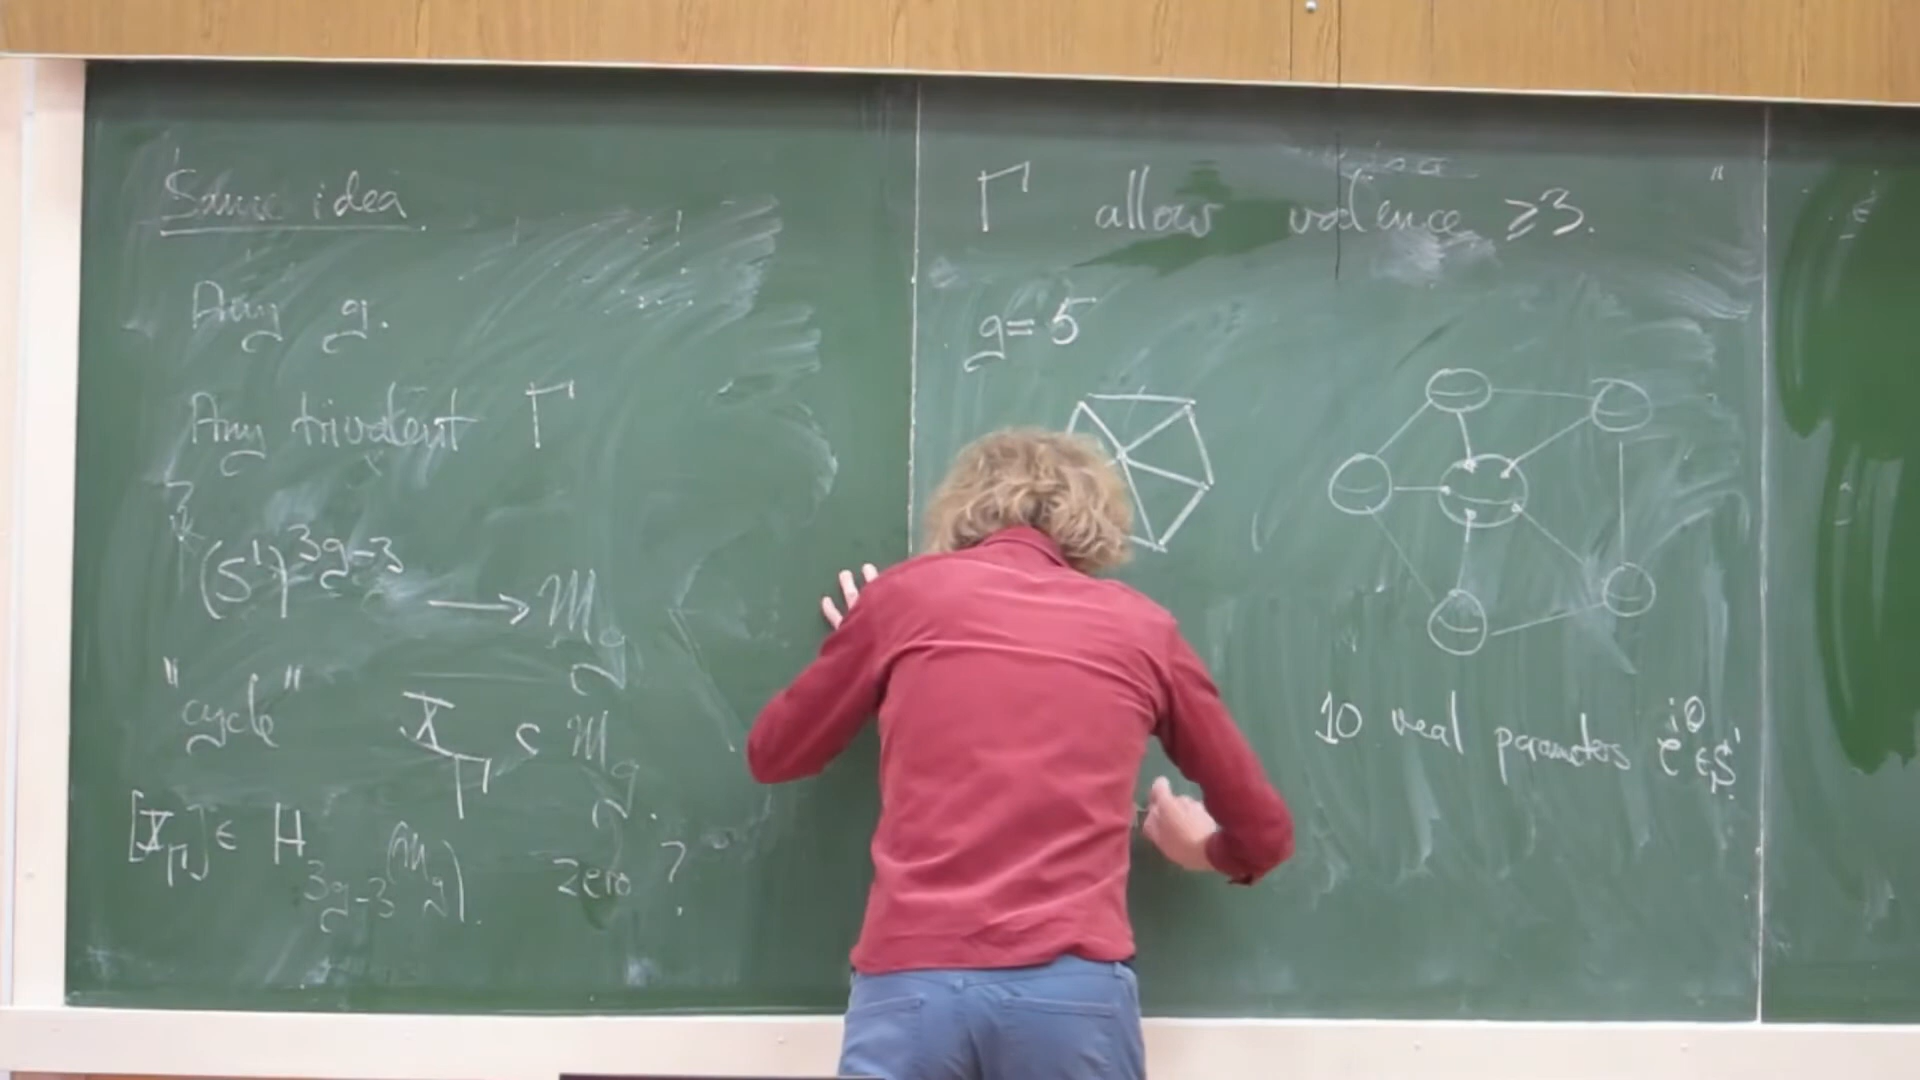 Same idea
Any g.
Any trivalent Γ
(S¹)^{3g-3} → M_g
"cycle" X_Γ ⊂ M_g.
[X_Γ] ∈ H_{3g-3}(M_g). zero?
Γ allow valence ≥3.
g=5
10 real parameters e^{iθ} ∈ S¹.